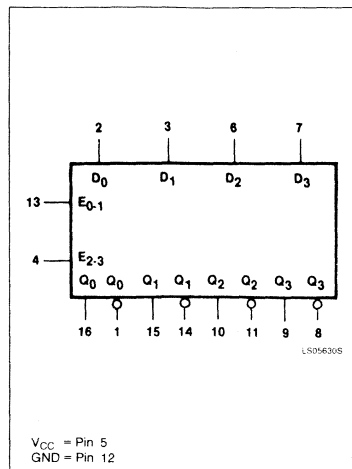 2 3 6 7
D0 D1 D2 D3
13 E0-1
4 E2-3
Q0 Q0 Q1 Q1 Q2 Q2 Q3 Q3
16 1 15 14 10 11 9 8
LS05630S
VCC = Pin 5
GND = Pin 12